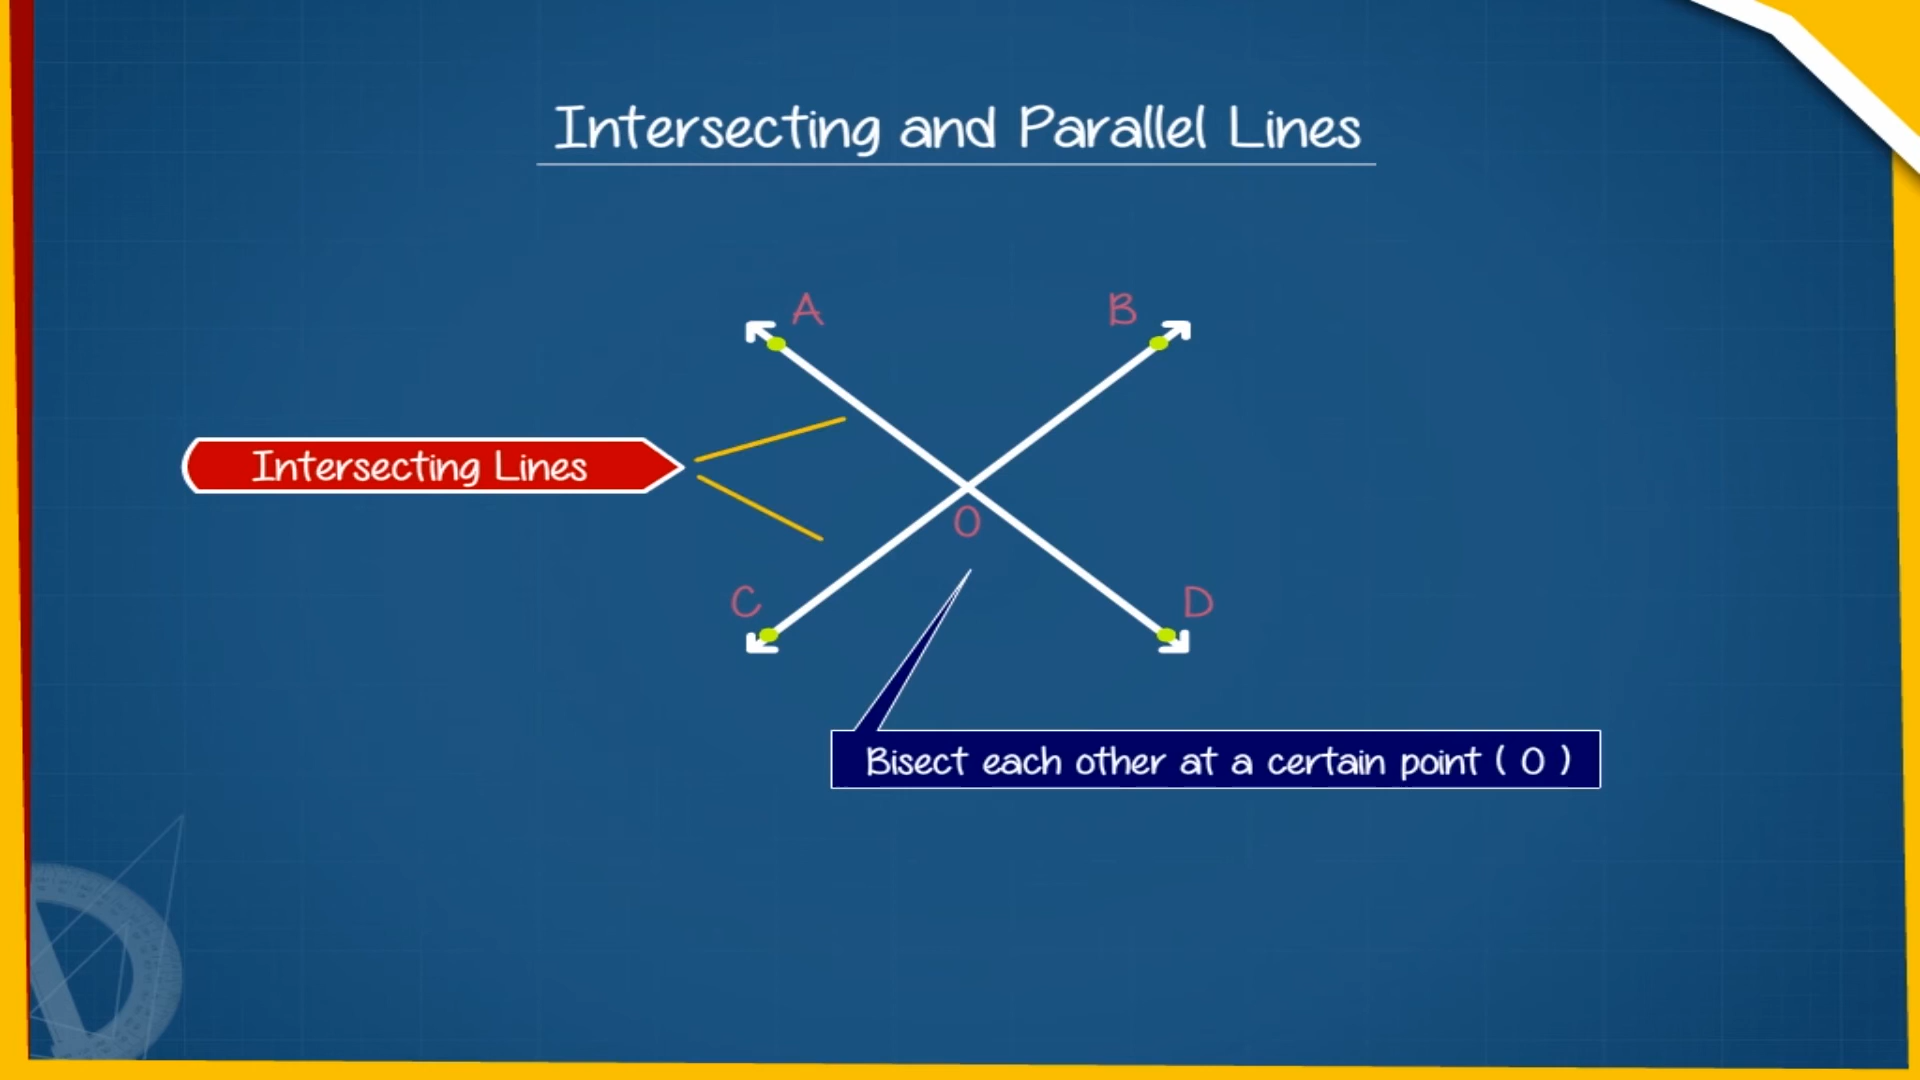 Intersecting and Parallel Lines
A
B
Intersecting Lines
O
C
D
Bisect each other at a certain point ( O )